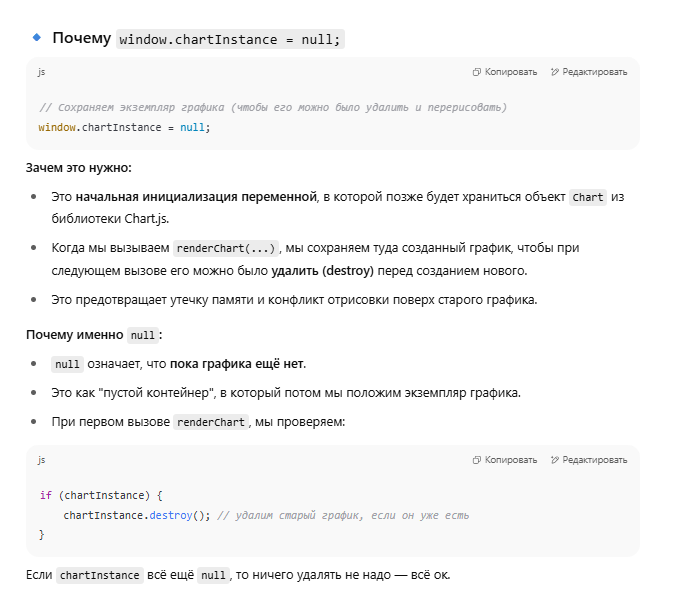 Почему window.chartInstance = null;
js
Копировать
Редактировать
// Сохраняем экземпляр графика (чтобы его можно было удалить и перерисовать)
window.chartInstance = null;
Зачем это нужно:
Это начальная инициализация переменной, в которой позже будет храниться объект Chart из
библиотеки Chart.js.
Когда мы вызываем renderChart(...), мы сохраняем туда созданный график, чтобы при
следующем вызове его можно было удалить (destroy) перед созданием нового.
Это предотвращает утечку памяти и конфликт отрисовки поверх старого графика.
Почему именно null:
null означает, что пока графика ещё нет.
Это как "пустой контейнер", в который потом мы положим экземпляр графика.
При первом вызове renderChart, мы проверяем:
js
Копировать
Редактировать
if (chartInstance) {
chartInstance.destroy(); // удалим старый график, если он уже есть
}
Если chartInstance всё ещё null, то ничего удалять не надо — всё ок.